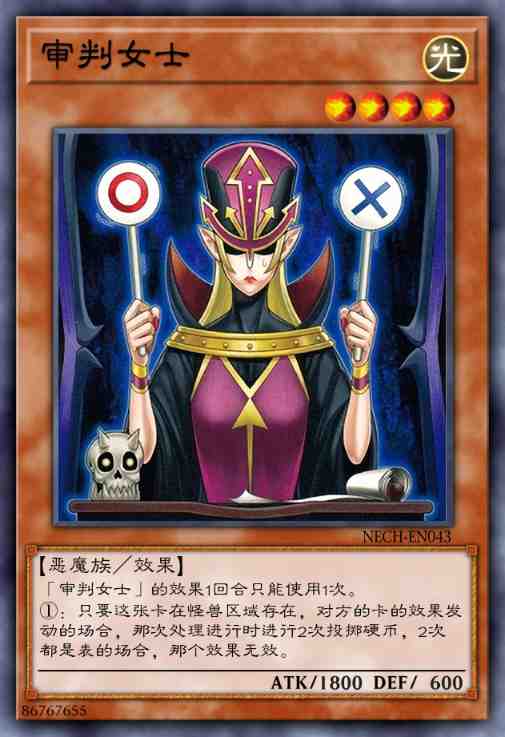 审判女士
光
NECH-EN043
【恶魔族／效果】
「审判女士」的效果1回合只能使用1次。
①：只要这张卡在怪兽区域存在，对方的卡的效果发
动的场合，那次处理进行时进行2次投掷硬币，2次
都是表的场合，那个效果无效。
ATK/1800 DEF/ 600
86767655